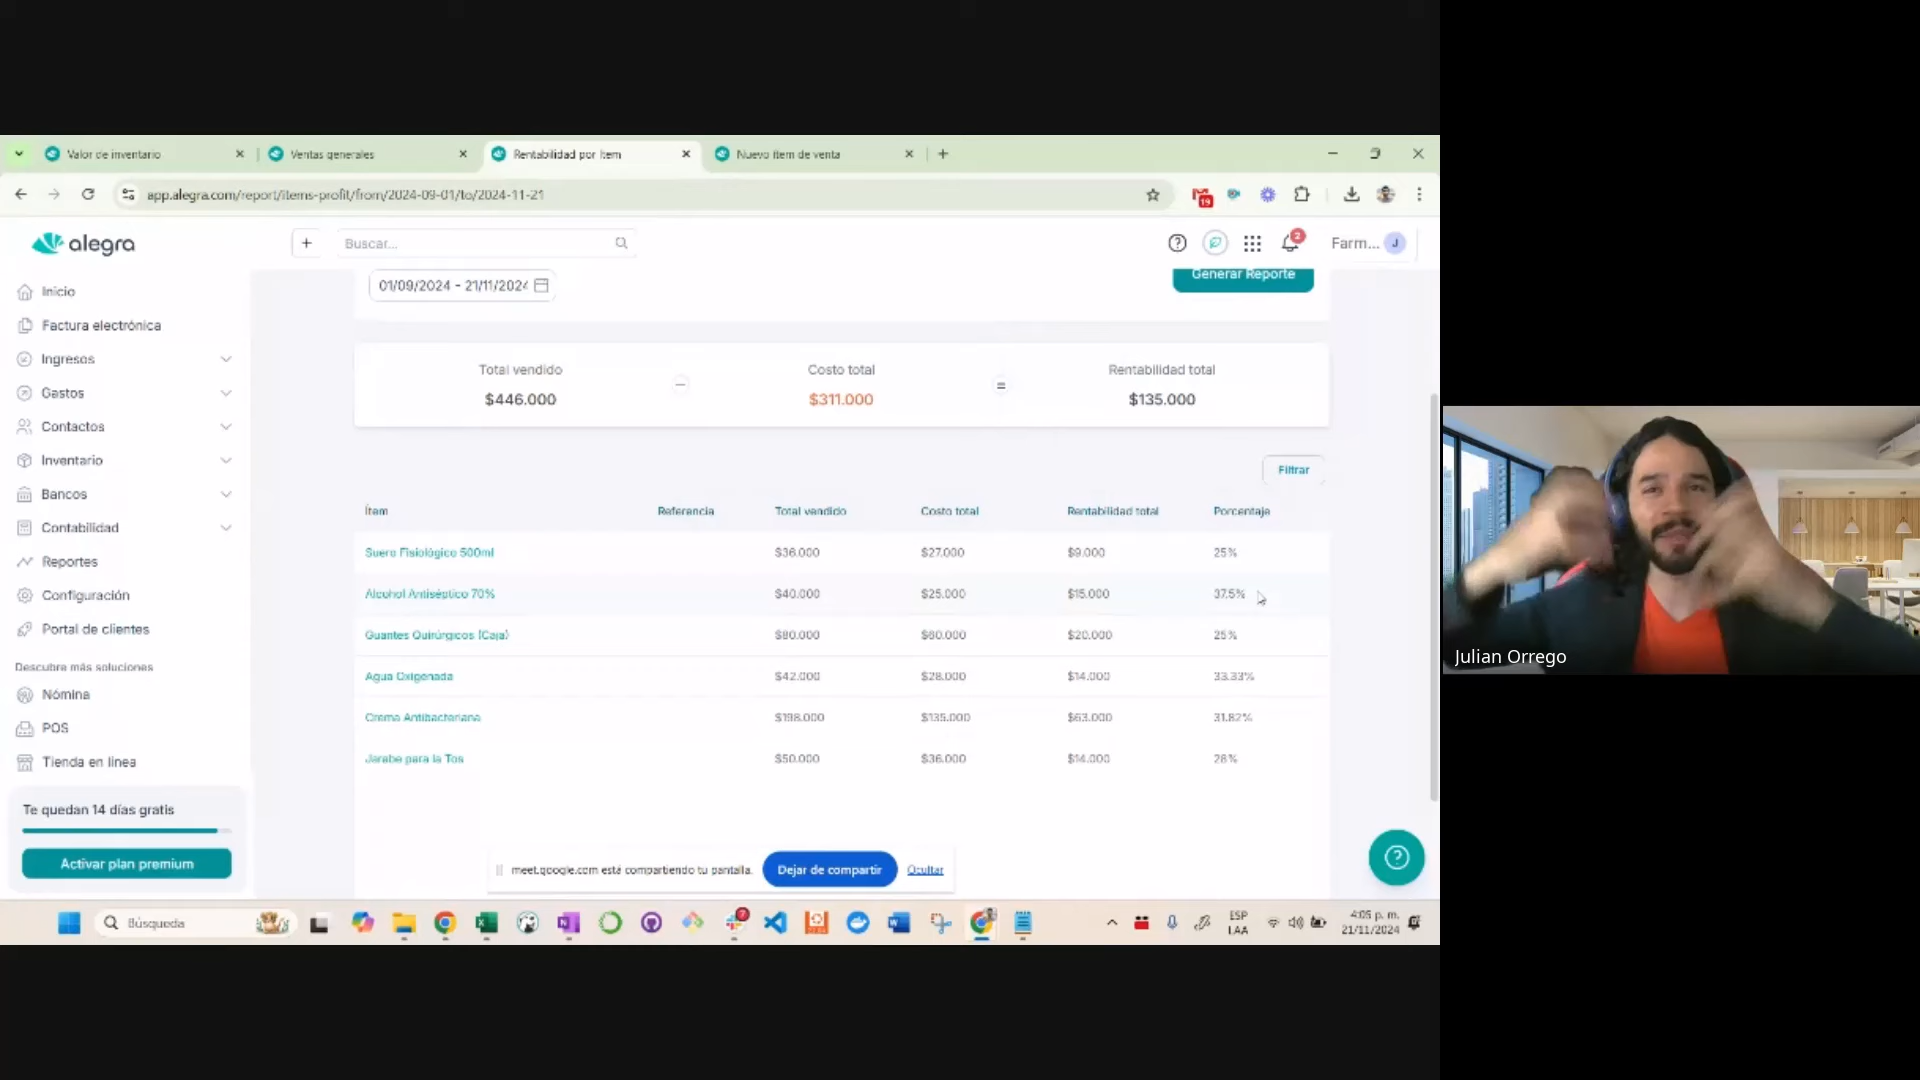 Valor de inventario
Ventas generales
Rentabilidad por ítem
Nuevo ítem de venta
app.alegra.com/report/items-profit/from/2024-09-01/to/2024-11-21
19
alegra
Buscar...
2
Farm...
J
01/09/2024 - 21/11/2024
Generar Reporte
Inicio
Factura electrónica
Ingresos
Gastos
Contactos
Inventario
Bancos
Contabilidad
Reportes
Configuración
Portal de clientes
Descubre más soluciones
Nómina
POS
Tienda en línea
Te quedan 14 días gratis
Activar plan premium
Total vendido − Costo total = Rentabilidad total
$446.000 $311.000 $135.000
Filtrar
Ítem Referencia Total vendido Costo total Rentabilidad total Porcentaje
Suero Fisiológico 500ml $36.000 $27.000 $9.000 25%
Alcohol Antiséptico 70% $40.000 $25.000 $15.000 37.5%
Guantes Quirúrgicos (Caja) $80.000 $60.000 $20.000 25%
Agua Oxigenada $42.000 $28.000 $14.000 33.33%
Crema Antibacteriana $198.000 $135.000 $63.000 31.82%
Jarabe para la Tos $50.000 $36.000 $14.000 28%
meet.google.com está compartiendo tu pantalla.
Dejar de compartir
Ocultar
Búsqueda
ESP
LAA
4:05 p. m.
21/11/2024
Julian Orrego